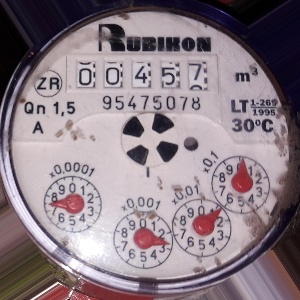 RUBIKON
00457 m³
ZR
95475078
Qn 1,5
A
LT 1-269 1995
30°C
x0,0001
x0,001
x0,01
x0,1